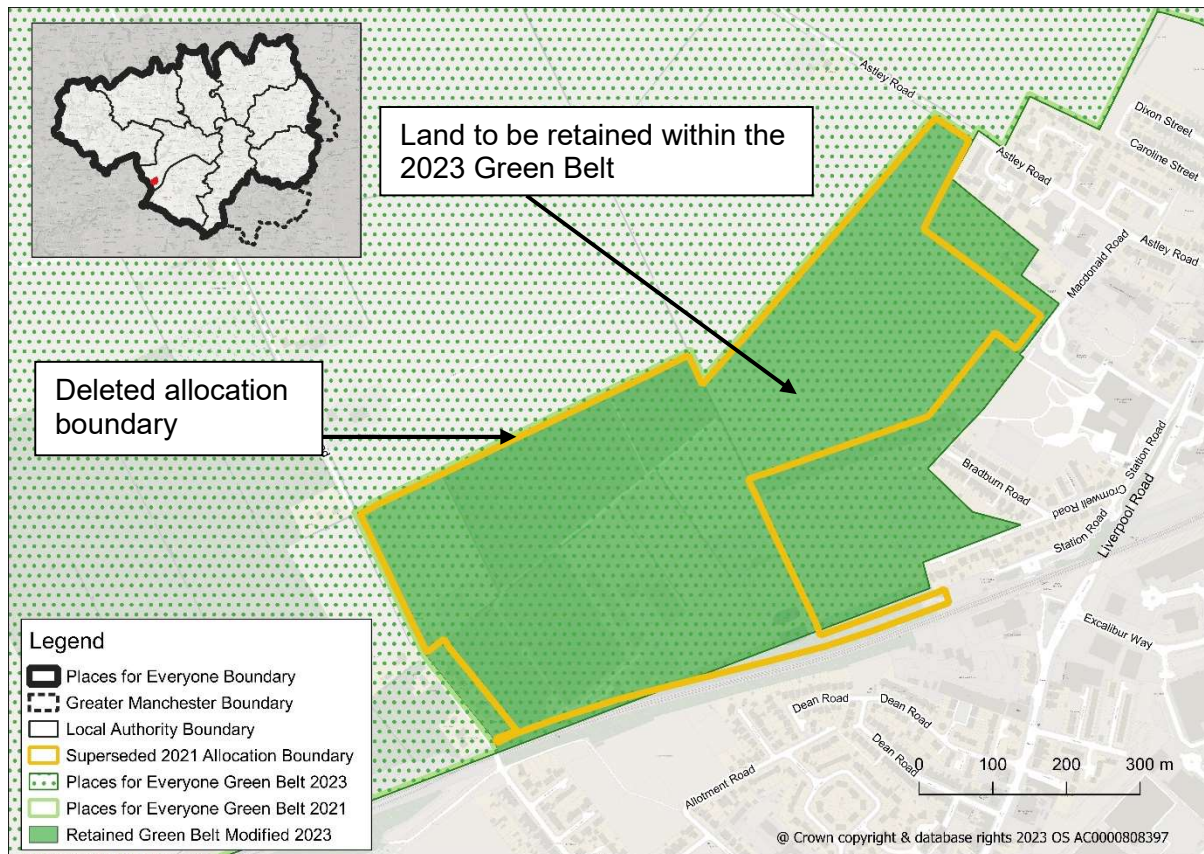 Astley Road
Land to be retained within the
2023 Green Belt
Dixon Street
Caroline Street
Astley Road
Astley Road
Macdonald Road
Deleted allocation
boundary
Bradburn Road
Cromwell Road
Station Road
Station Road
Liverpool Road
Excalibur Way
Dean Road
Dean Road
Dean Road
Allotment Road
Legend
Places for Everyone Boundary
Greater Manchester Boundary
Local Authority Boundary
Superseded 2021 Allocation Boundary
Places for Everyone Green Belt 2023
Places for Everyone Green Belt 2021
Retained Green Belt Modified 2023
0 100 200 300 m
@ Crown copyright & database rights 2023 OS AC0000808397